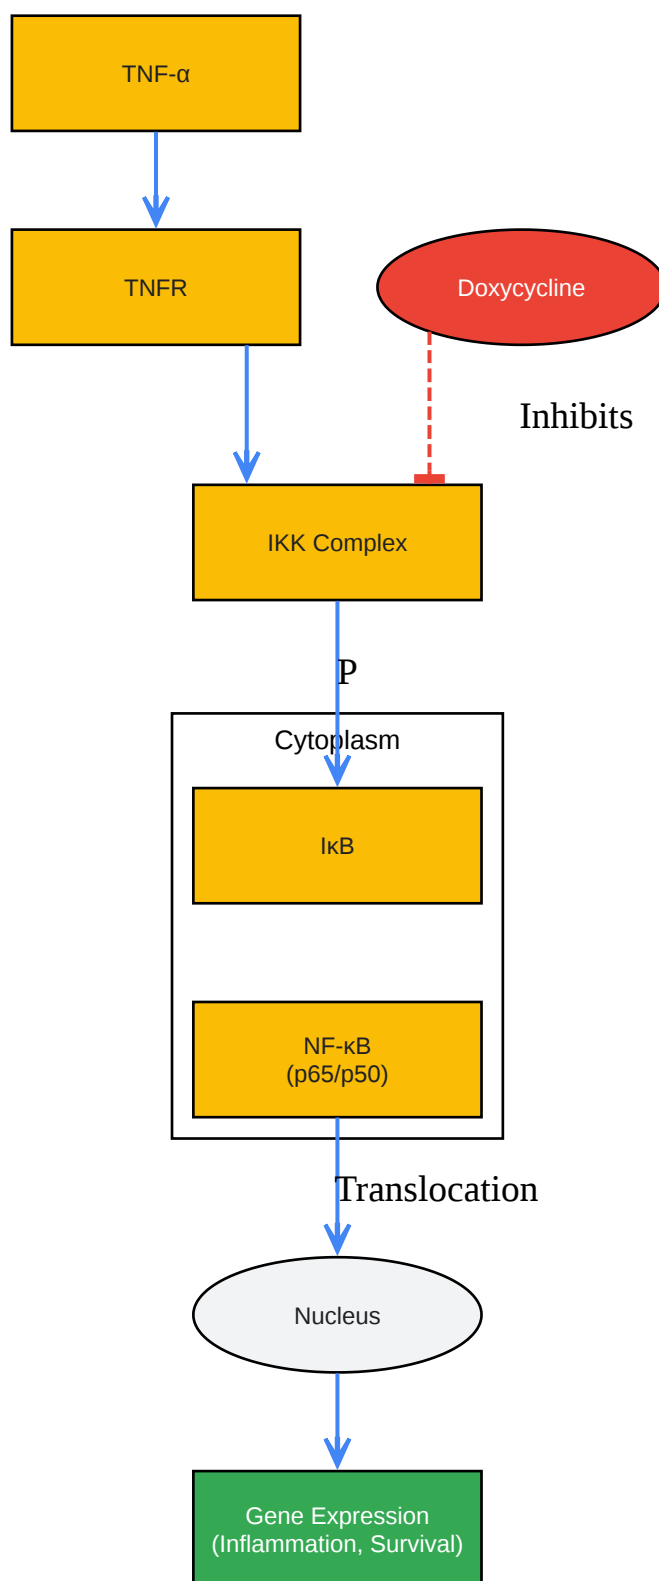 TNF-α
TNFR
Doxycycline
Inhibits
IKK Complex
P
Cytoplasm
IκB
NF-κB
(p65/p50)
Translocation
Nucleus
Gene Expression
(Inflammation, Survival)